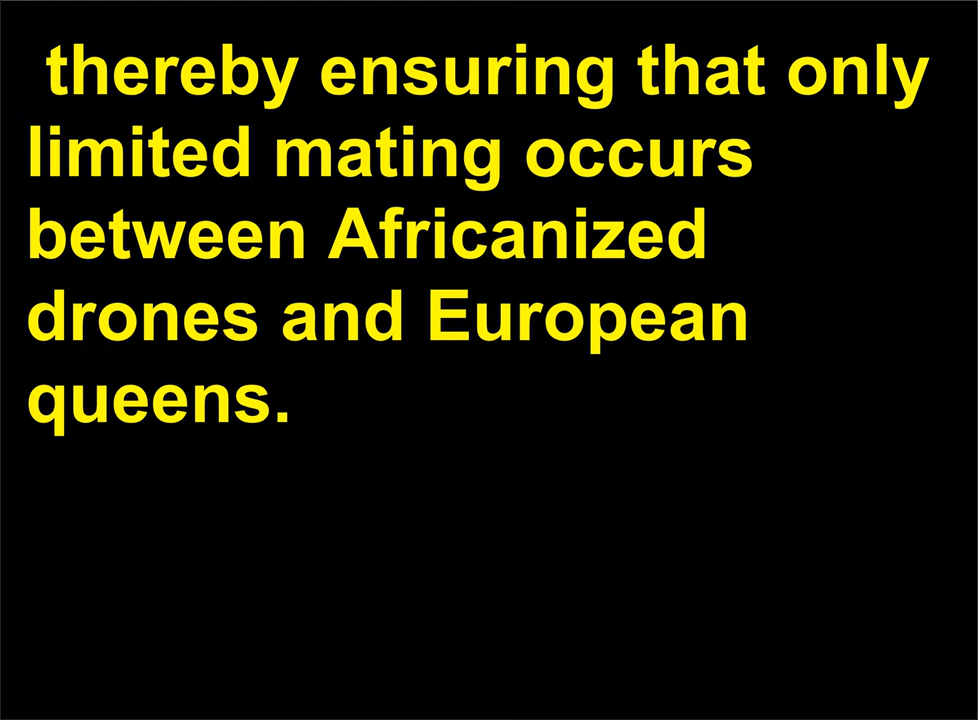 thereby ensuring that only
limited mating occurs
between Africanized
drones and European
queens.